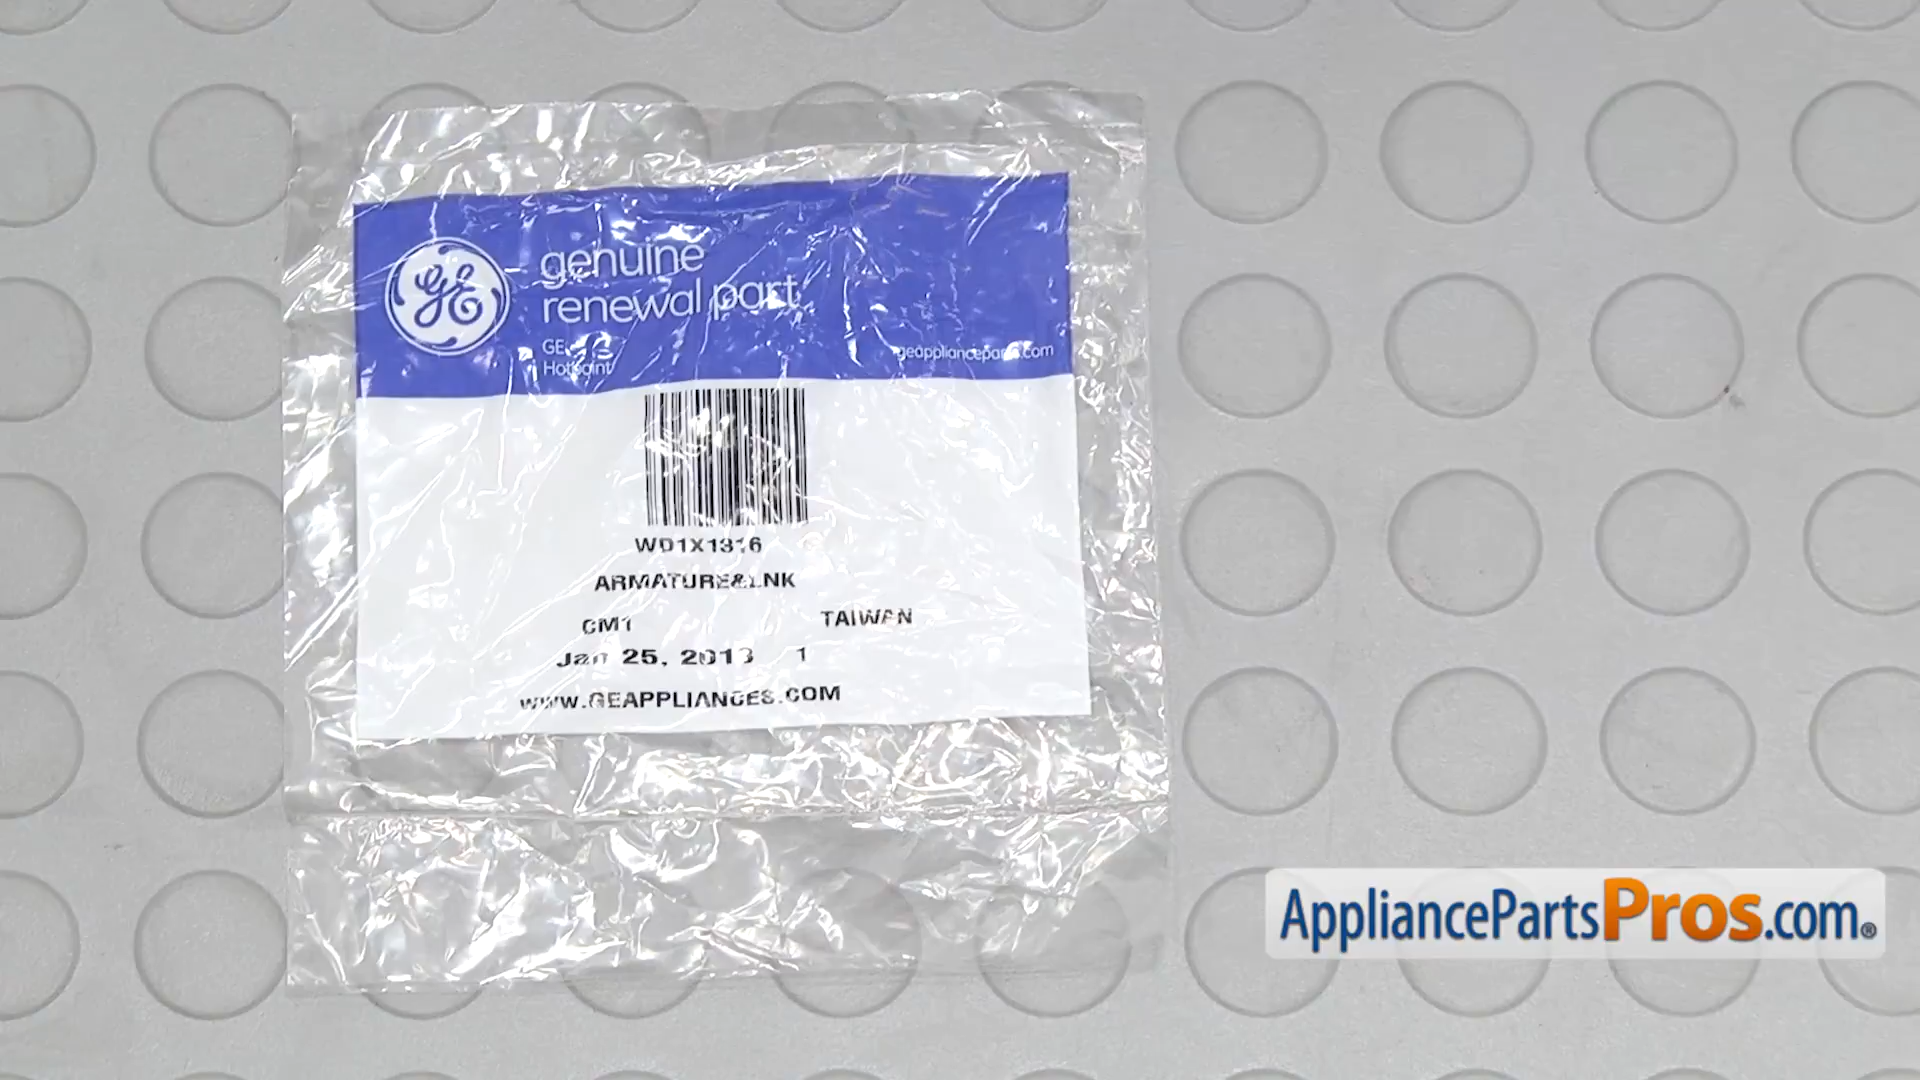 GE
genuine
renewal part
GE
Hotpoint
geapplianceparts.com
WD1X1316
ARMATURE&LNK
CM1 TAIWAN
Jan 25, 2013 1
WWW.GEAPPLIANCES.COM
AppliancePartsPros.com®